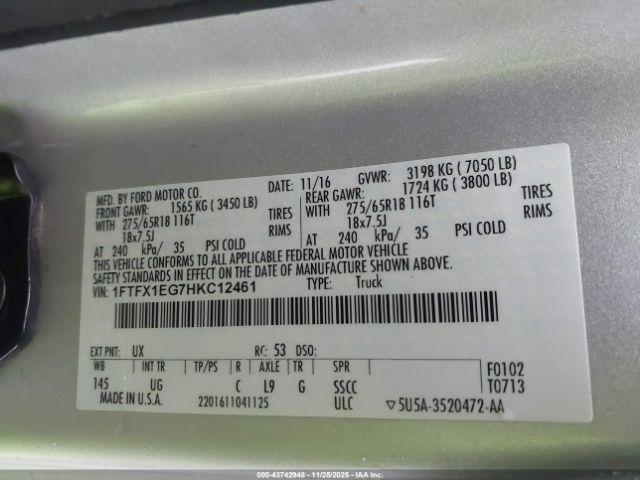 MFD. BY FORD MOTOR CO.
DATE: 11/16 GVWR: 3198 KG ( 7050 LB)
FRONT GAWR: 1565 KG ( 3450 LB) REAR GAWR: 1724 KG ( 3800 LB)
WITH 275/65R18 116T TIRES WITH 275/65R18 116T TIRES
18x7.5J RIMS 18x7.5J RIMS
AT 240 kPa/ 35 PSI COLD AT 240 kPa/ 35 PSI COLD
THIS VEHICLE CONFORMS TO ALL APPLICABLE FEDERAL MOTOR VEHICLE
SAFETY STANDARDS IN EFFECT ON THE DATE OF MANUFACTURE SHOWN ABOVE.
VIN: 1FTFX1EG7HKC12461 TYPE: Truck
EXT PNT: UX RC: 53 DSO:
WB INT TR TP/PS R AXLE TR SPR F0102
145 UG C L9 G SSCC T0713
MADE IN U.S.A. 2201611041125 ULC ▽5U5A-3520472-AA
000-43742948 - 11/25/2025 - IAAI.COM